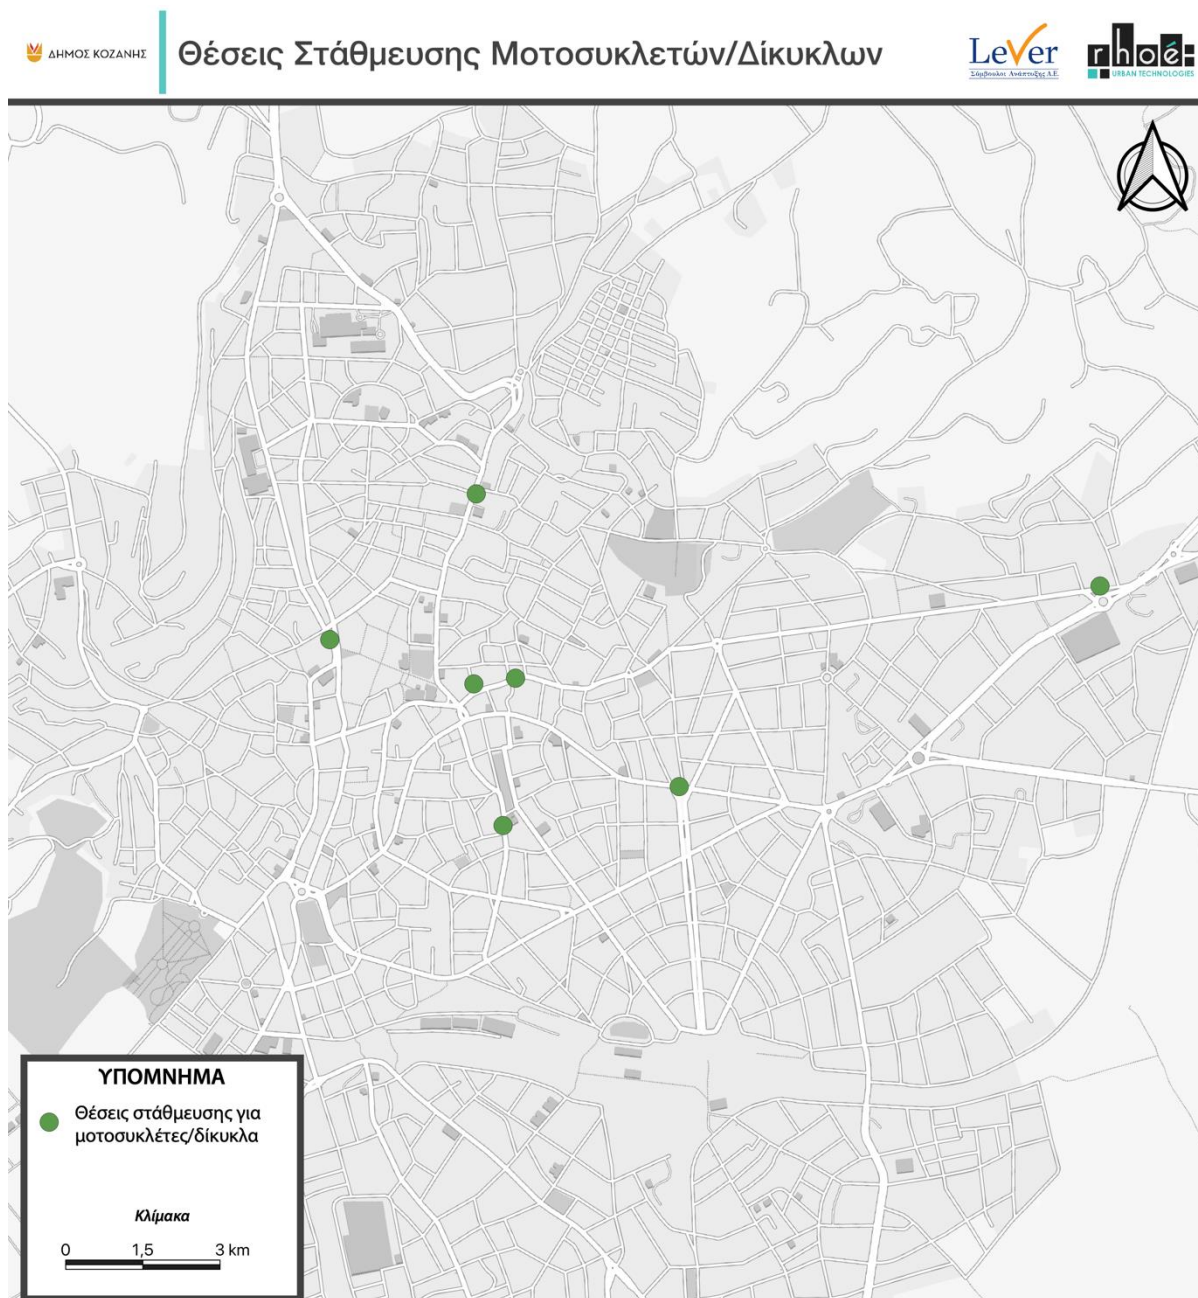 ΔΗΜΟΣ ΚΟΖΑΝΗΣ
Θέσεις Στάθμευσης Μοτοσυκλετών/Δίκυκλων
LeVer
Σύμβουλοι Ανάπτυξης Α.Ε.
rhoé:
URBAN TECHNOLOGIES
ΥΠΟΜΝΗΜΑ
Θέσεις στάθμευσης για
μοτοσυκλέτες/δίκυκλα
Κλίμακα
0 1,5 3 km